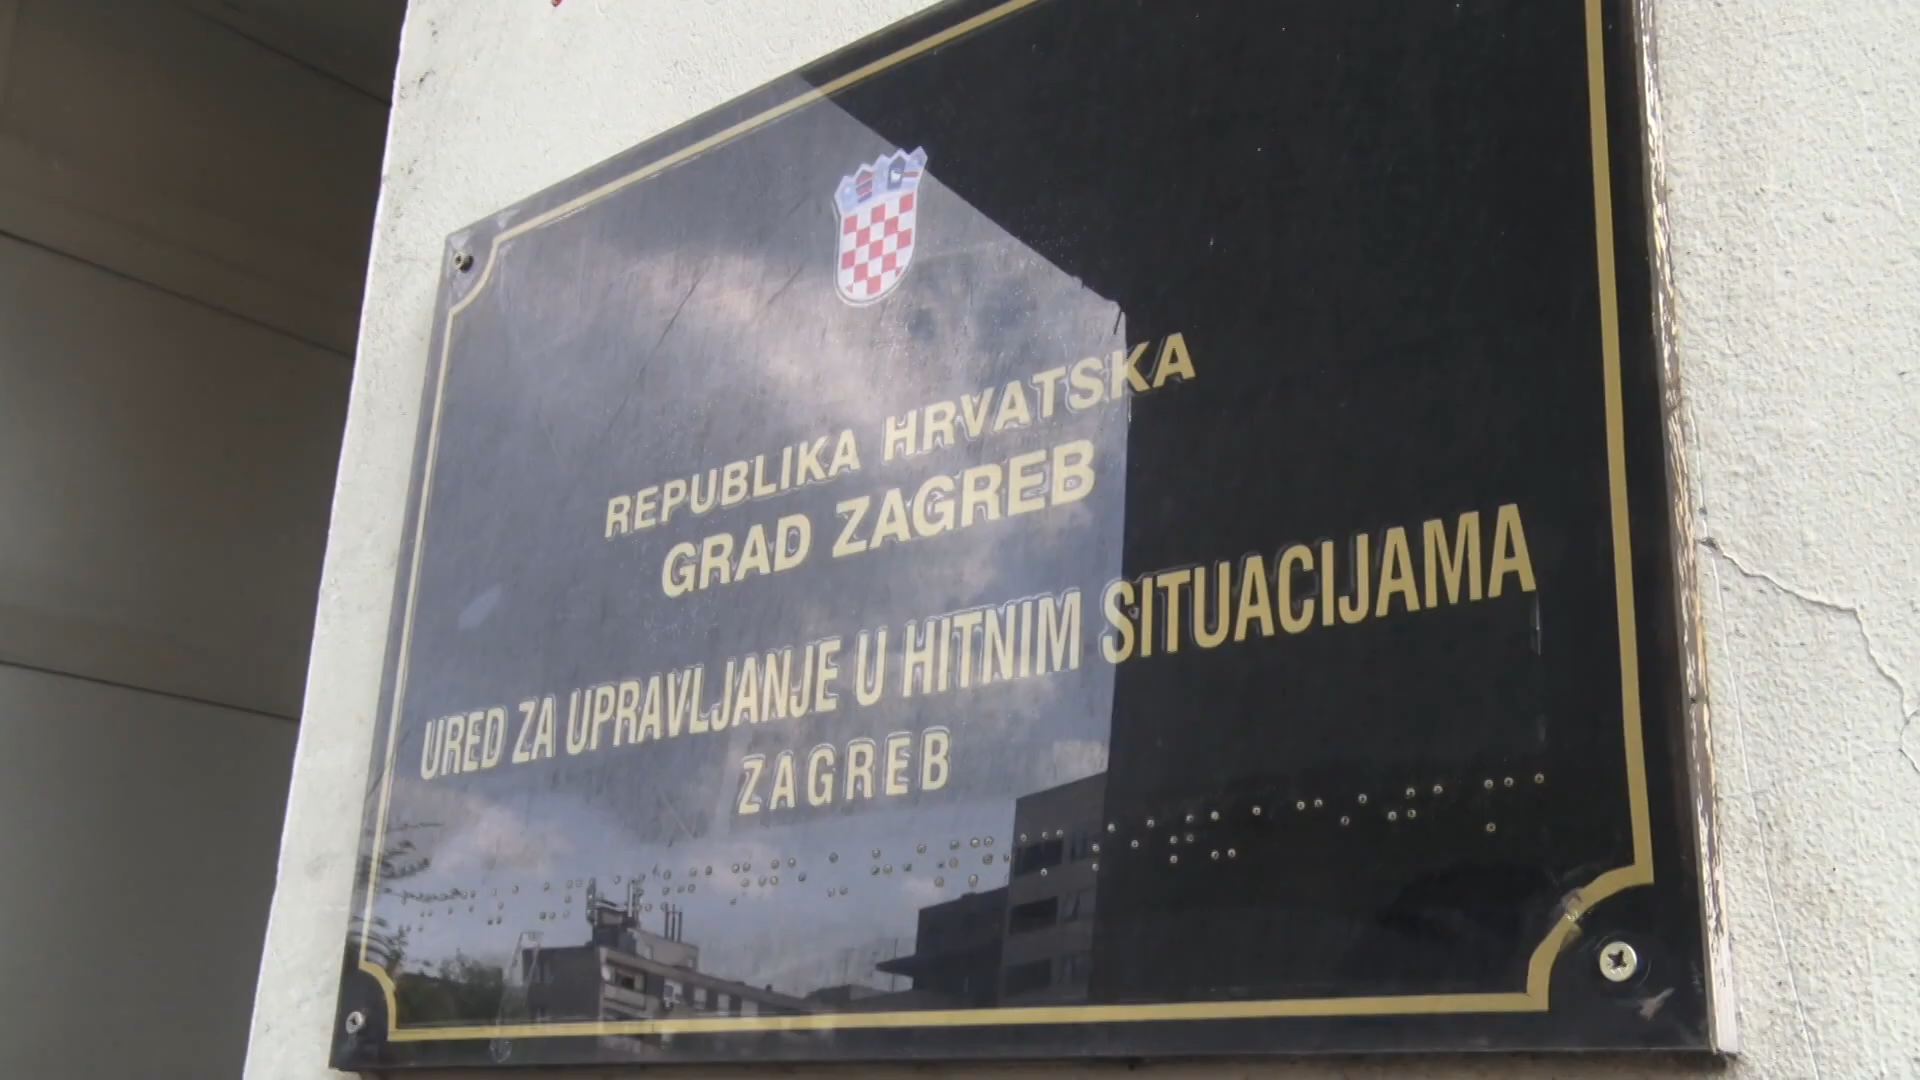 REPUBLIKA HRVATSKA
GRAD ZAGREB
URED ZA UPRAVLJANJE U HITNIM SITUACIJAMA
ZAGREB